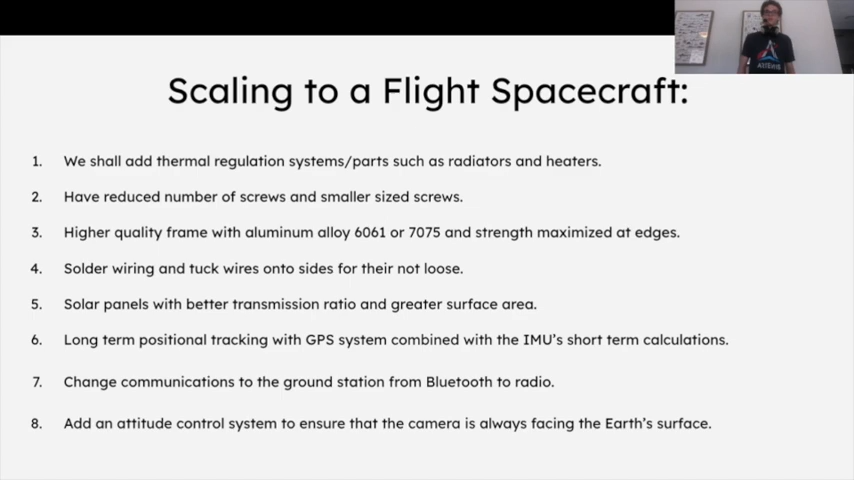 Scaling to a Flight Spacecraft:
1. We shall add thermal regulation systems/parts such as radiators and heaters.
2. Have reduced number of screws and smaller sized screws.
3. Higher quality frame with aluminum alloy 6061 or 7075 and strength maximized at edges.
4. Solder wiring and tuck wires onto sides for their not loose.
5. Solar panels with better transmission ratio and greater surface area.
6. Long term positional tracking with GPS system combined with the IMU's short term calculations.
7. Change communications to the ground station from Bluetooth to radio.
8. Add an attitude control system to ensure that the camera is always facing the Earth's surface.
ARTEMIS